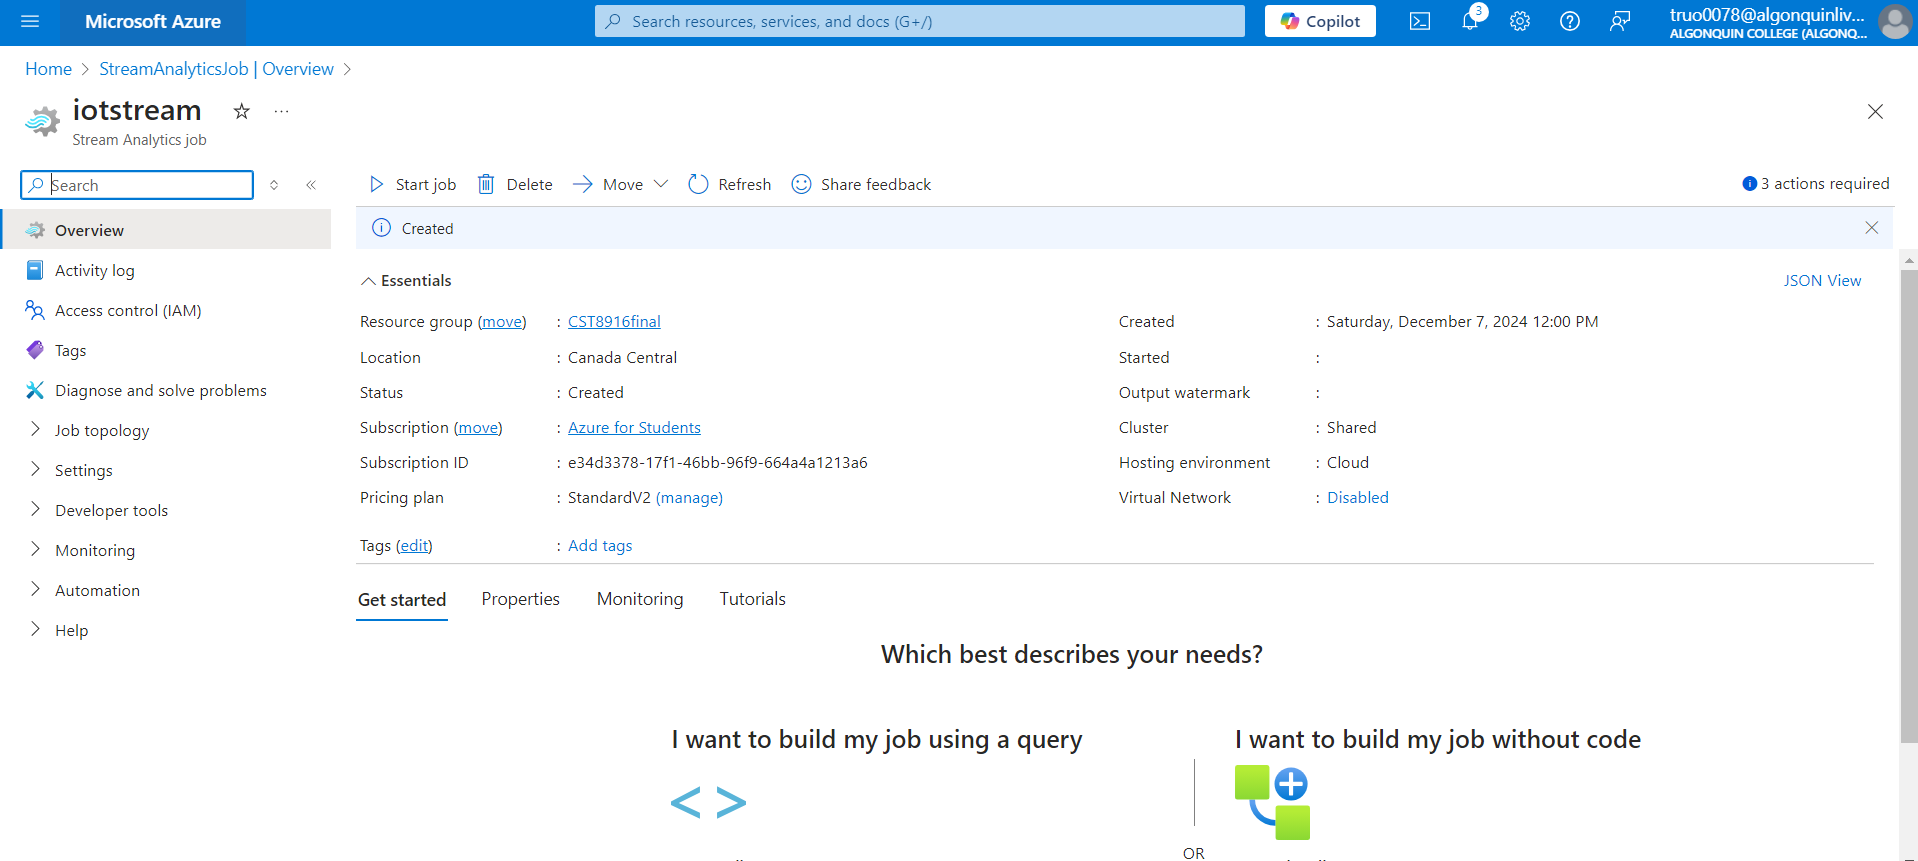 Microsoft Azure
Search resources, services, and docs (G+/)
Copilot
3
truo0078@algonquinliv...
ALGONQUIN COLLEGE (ALGONQ...
Home > StreamAnalyticsJob | Overview >
iotstream
Stream Analytics job
Search
Start job
Delete
Move
Refresh
Share feedback
3 actions required
Overview
Activity log
Access control (IAM)
Tags
Diagnose and solve problems
Job topology
Settings
Developer tools
Monitoring
Automation
Help
Created
Essentials
JSON View
Resource group (move) : CST8916final
Location : Canada Central
Status : Created
Subscription (move) : Azure for Students
Subscription ID : e34d3378-17f1-46bb-96f9-664a4a1213a6
Pricing plan : StandardV2 (manage)
Tags (edit) : Add tags
Created : Saturday, December 7, 2024 12:00 PM
Started :
Output watermark :
Cluster : Shared
Hosting environment : Cloud
Virtual Network : Disabled
Get started
Properties
Monitoring
Tutorials
Which best describes your needs?
I want to build my job using a query
OR
I want to build my job without code